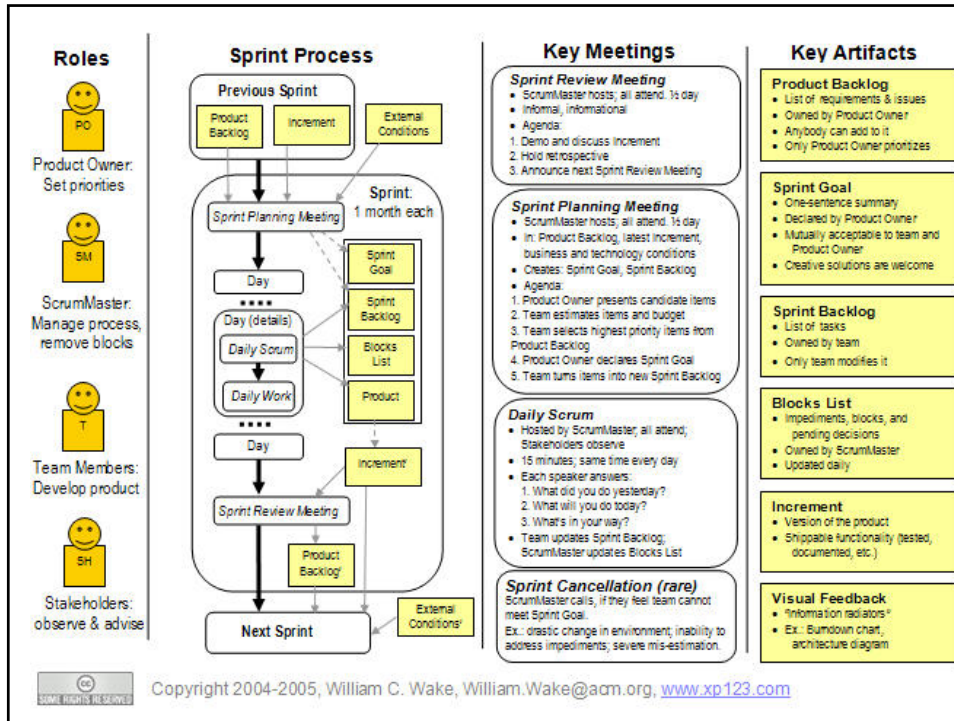 Roles
PO
Product Owner:
Set priorities
SM
ScrumMaster:
Manage process,
remove blocks
T
Team Members:
Develop product
SH
Stakeholders:
observe & advise
Sprint Process
Previous Sprint
Product
Backlog
Increment
External
Conditions
Sprint:
1 month each
Sprint Planning Meeting
Sprint
Goal
Day
Sprint
Backlog
Day (details)
Daily Scrum
Blocks
List
Daily Work
Product
Day
Increment'
Sprint Review Meeting
Product
Backlog'
External
Conditions'
Next Sprint
Key Meetings
Sprint Review Meeting
• ScrumMaster hosts; all attend. ½ day
• Informal, informational
• Agenda:
1. Demo and discuss Increment
2. Hold retrospective
3. Announce next Sprint Review Meeting
Sprint Planning Meeting
• ScrumMaster hosts; all attend. ½ day
• In: Product Backlog, latest Increment,
business and technology conditions
• Creates: Sprint Goal, Sprint Backlog
• Agenda:
1. Product Owner presents candidate items
2. Team estimates items and budget
3. Team selects highest priority items from
Product Backlog
4. Product Owner declares Sprint Goal
5. Team turns items into new Sprint Backlog
Daily Scrum
• Hosted by ScrumMaster; all attend;
Stakeholders observe
• 15 minutes; same time every day
• Each speaker answers:
1. What did you do yesterday?
2. What will you do today?
3. What's in your way?
• Team updates Sprint Backlog;
ScrumMaster updates Blocks List
Sprint Cancellation (rare)
ScrumMaster calls, if they feel team cannot
meet Sprint Goal.
Ex.: drastic change in environment; inability to
address impediments; severe mis-estimation.
Key Artifacts
Product Backlog
• List of requirements & issues
• Owned by Product Owner
• Anybody can add to it
• Only Product Owner prioritizes
Sprint Goal
• One-sentence summary
• Declared by Product Owner
• Mutually acceptable to team and
Product Owner
• Creative solutions are welcome
Sprint Backlog
• List of tasks
• Owned by team
• Only team modifies it
Blocks List
• Impediments, blocks, and
pending decisions
• Owned by ScrumMaster
• Updated daily
Increment
• Version of the product
• Shippable functionality (tested,
documented, etc.)
Visual Feedback
• "Information radiators"
• Ex.: Burndown chart,
architecture diagram
cc
SOME RIGHTS RESERVED
Copyright 2004-2005, William C. Wake, William.Wake@acm.org, www.xp123.com